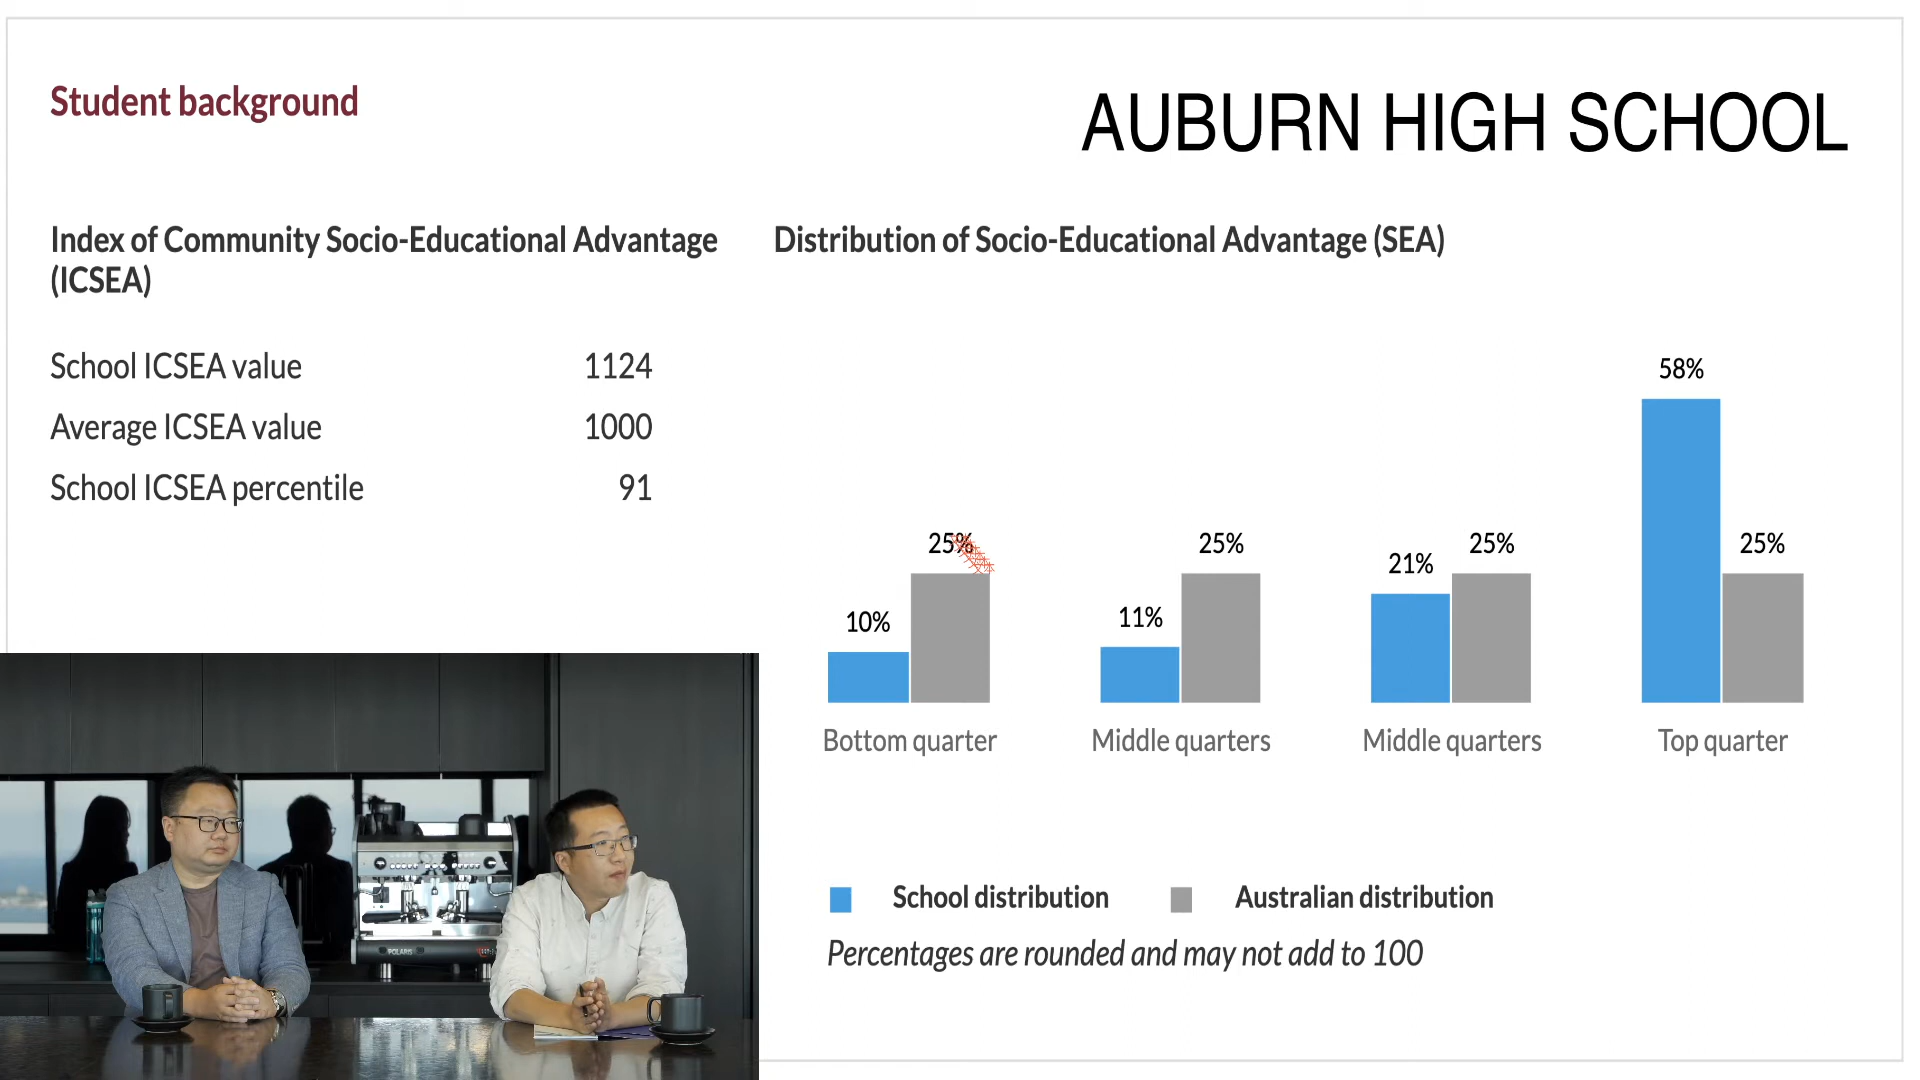 Student background
AUBURN HIGH SCHOOL
Index of Community Socio-Educational Advantage
(ICSEA)
School ICSEA value 1124
Average ICSEA value 1000
School ICSEA percentile 91
Distribution of Socio-Educational Advantage (SEA)
10% 25%
11% 25%
21% 25%
58% 25%
Bottom quarter Middle quarters Middle quarters Top quarter
School distribution Australian distribution
Percentages are rounded and may not add to 100
POLARIS